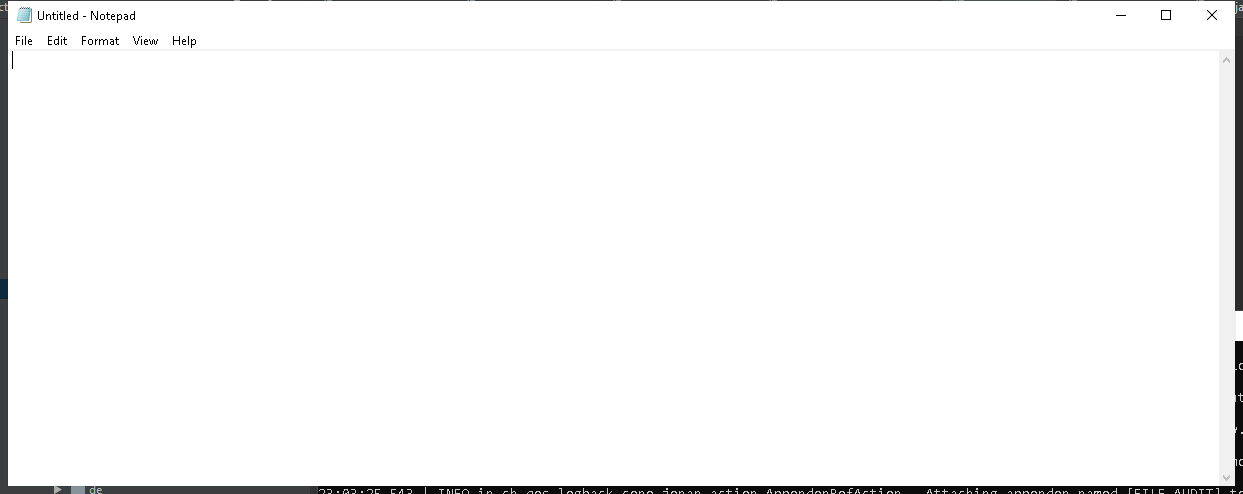 Untitled - Notepad
File Edit Format View Help
de
23:03:25,543 | INFO in ch.qos.logback.core.joran.action.AppenderRefAction - Attaching appender named [FILE_AUDIT] t